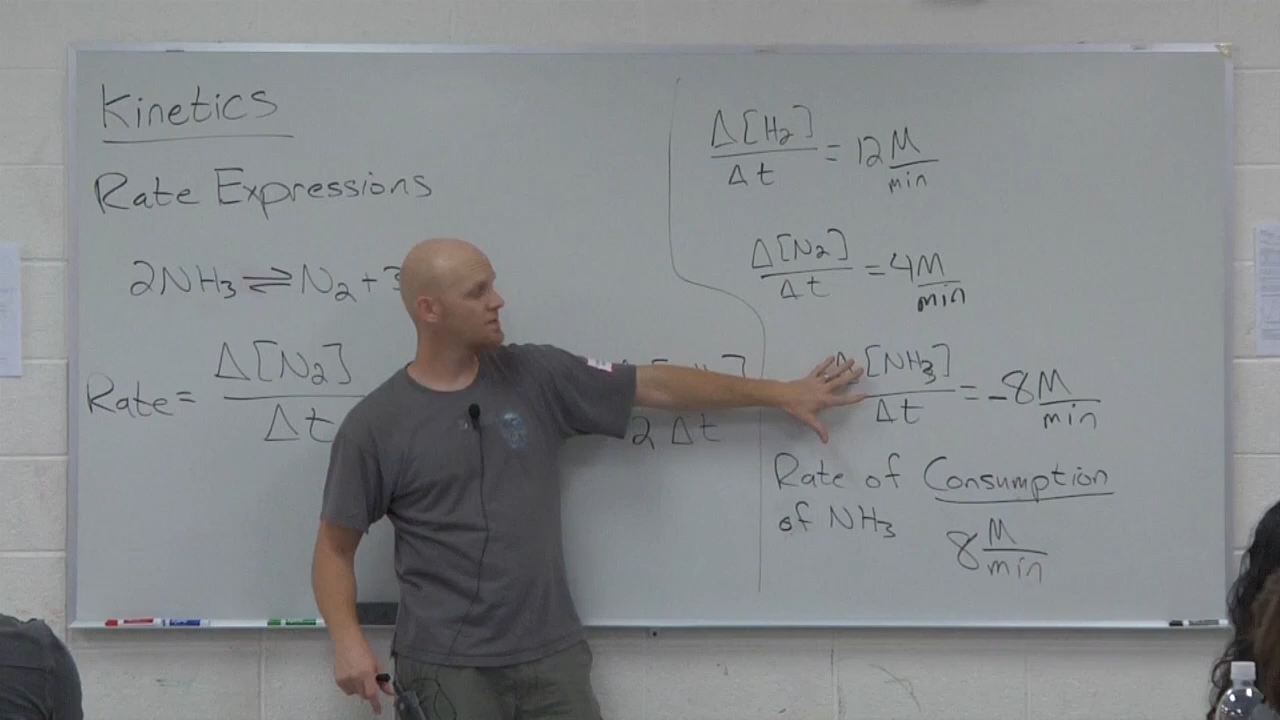 Kinetics
Rate Expressions
2NH₃ ⇌ N₂ + 3
Rate = Δ[N₂]
Δt
2 Δt
Δ[H₂]
Δt
= 12 M
min
Δ[N₂]
Δt
= 4 M
min
Δ[NH₃]
Δt
= -8 M
min
Rate of Consumption
of NH₃
8 M
min